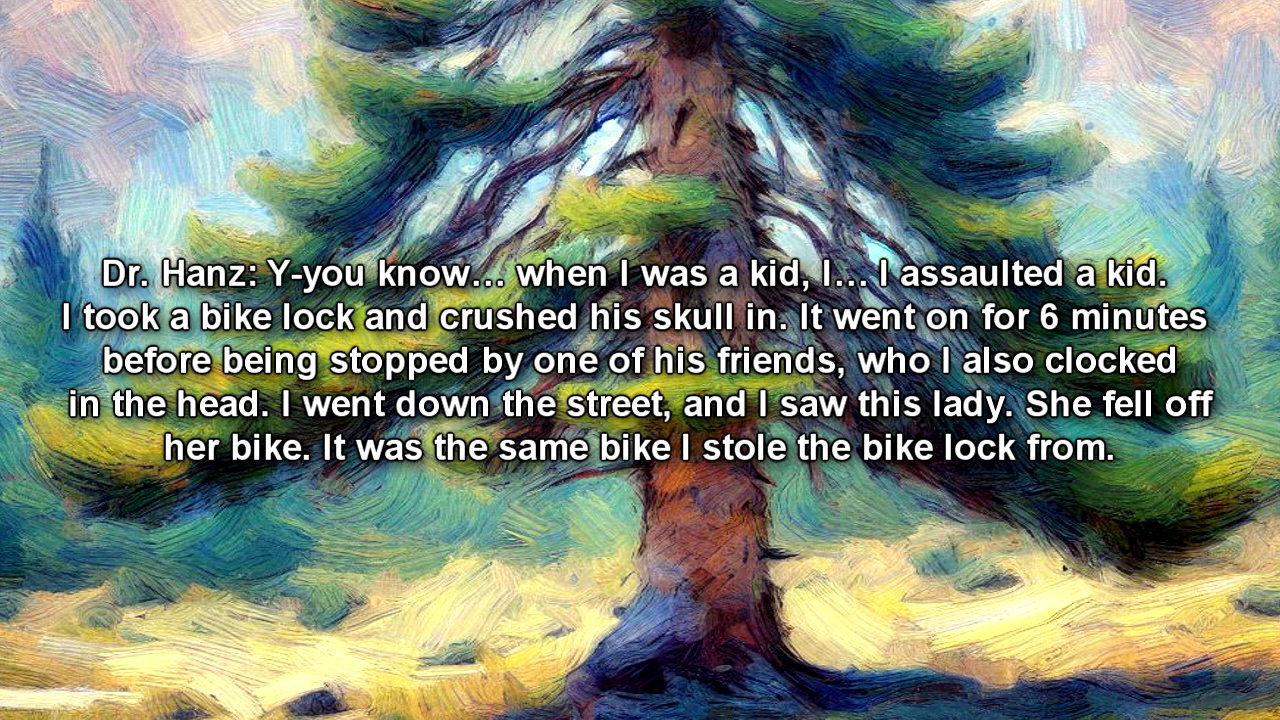 Dr. Hanz: Y-you know... when I was a kid, I... I assaulted a kid.
I took a bike lock and crushed his skull in. It went on for 6 minutes
before being stopped by one of his friends, who I also clocked
in the head. I went down the street, and I saw this lady. She fell off
her bike. It was the same bike I stole the bike lock from.